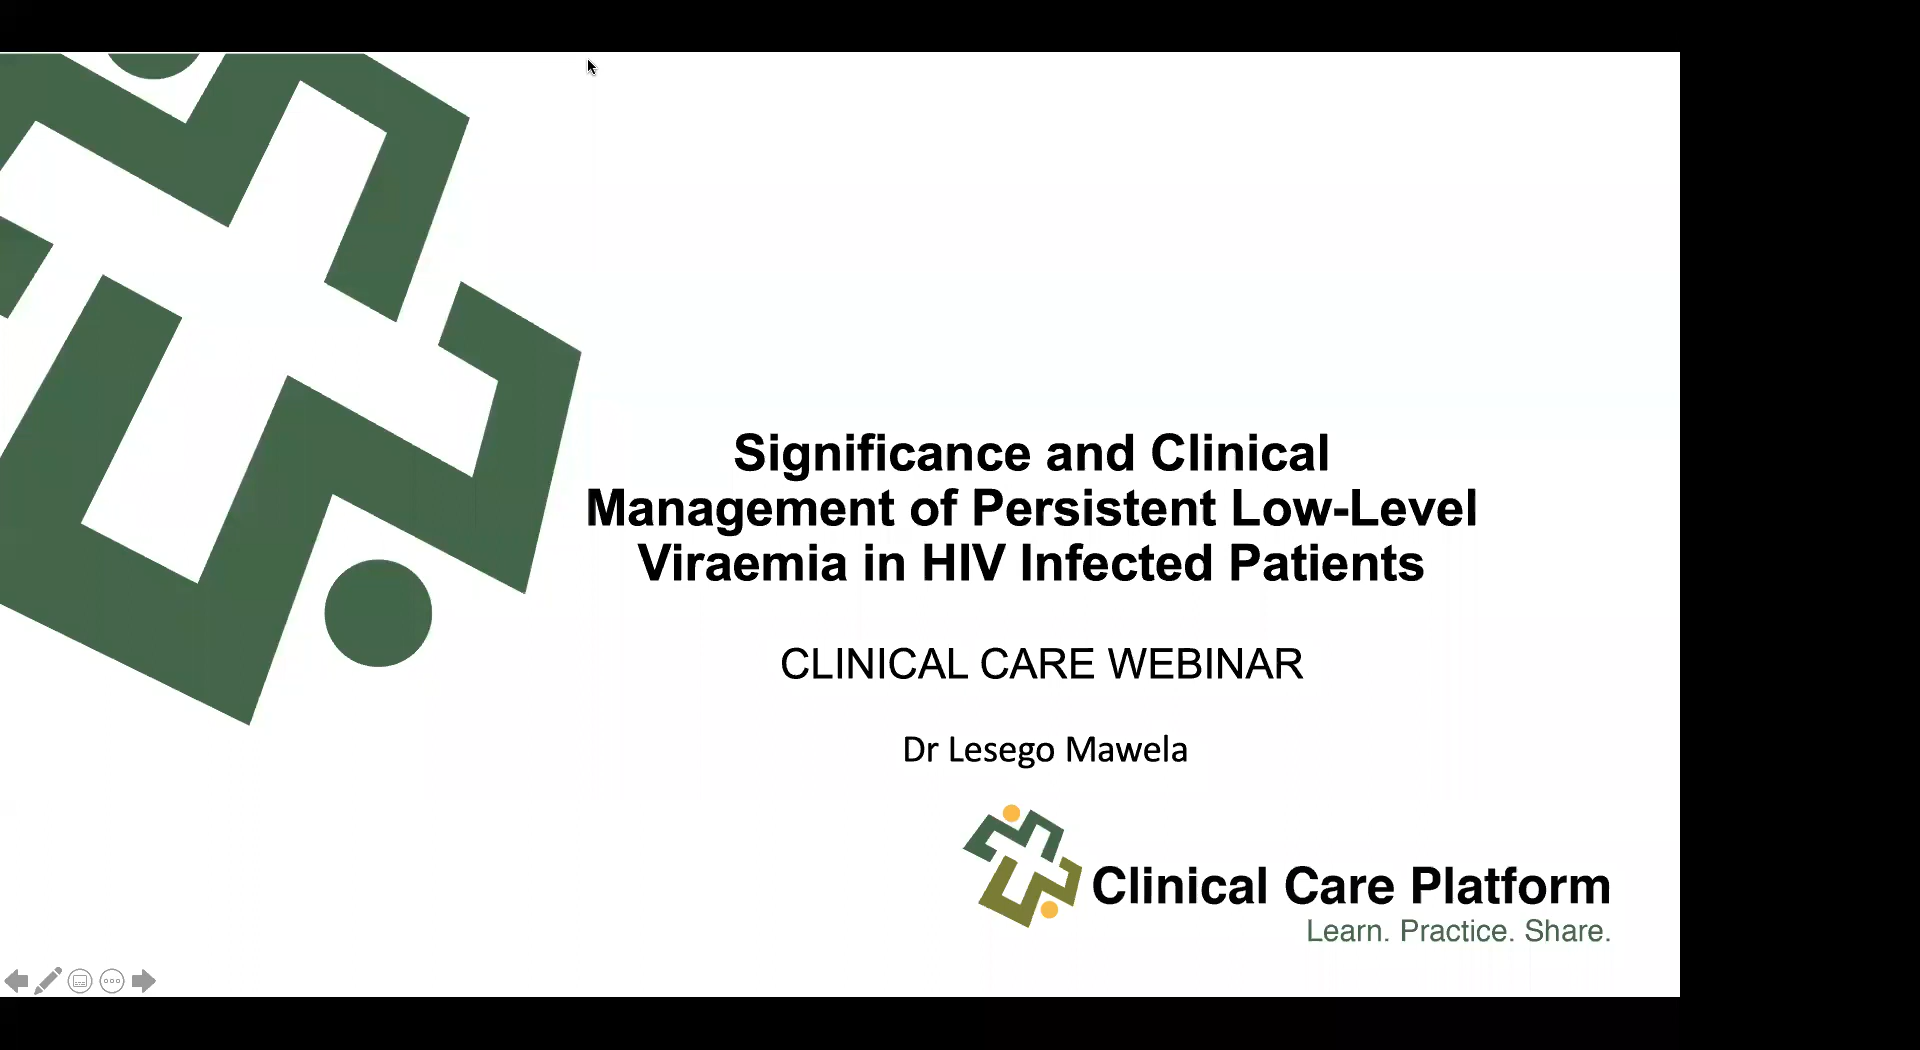 Significance and Clinical
Management of Persistent Low-Level
Viraemia in HIV Infected Patients
CLINICAL CARE WEBINAR
Dr Lesego Mawela
Clinical Care Platform
Learn. Practice. Share.